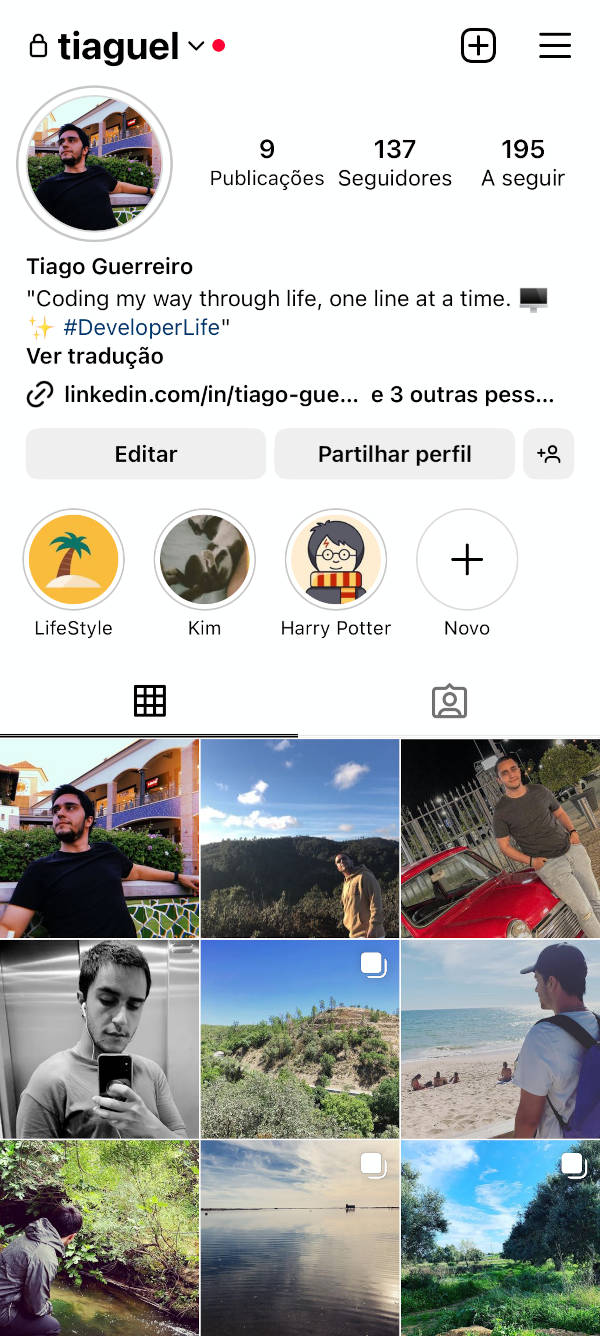 tiaguel
9 137 195
Publicações Seguidores A seguir
Tiago Guerreiro
"Coding my way through life, one line at a time.
#DeveloperLife"
Ver tradução
linkedin.com/in/tiago-gue... e 3 outras pess...
Editar Partilhar perfil
LifeStyle Kim Harry Potter Novo